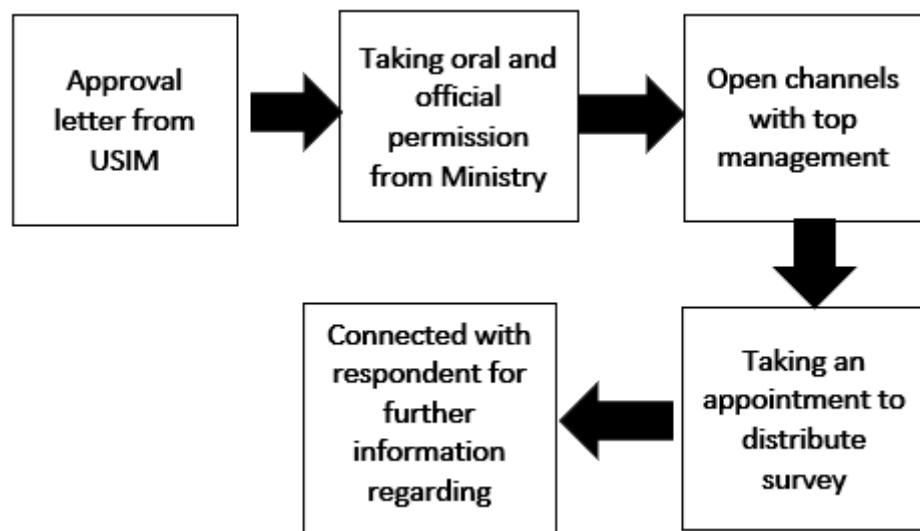 Approval
letter from
USIM
Taking oral and
official
permission
from Ministry
Open channels
with top
management
Taking an
appointment to
distribute
survey
Connected with
respondent for
further
information
regarding